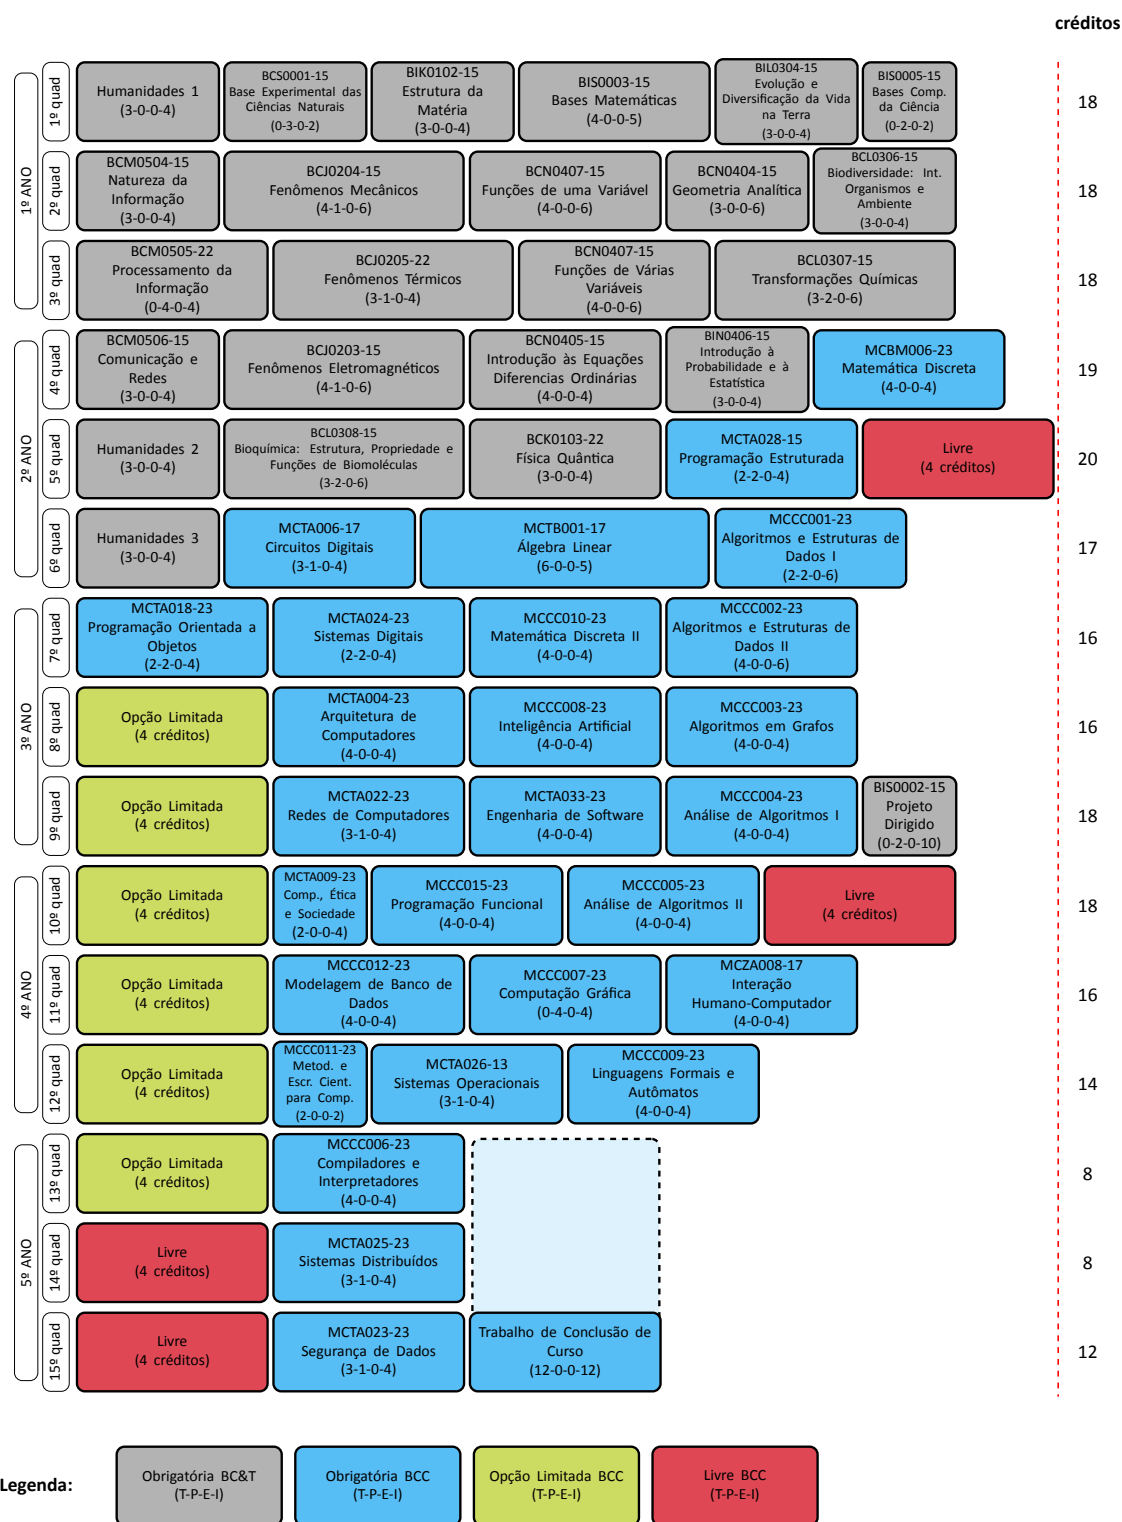 créditos
1º ANO
1º quad
Humanidades 1
(3-0-0-4)
BCS0001-15
Base Experimental das
Ciências Naturais
(0-3-0-2)
BIK0102-15
Estrutura da
Matéria
(3-0-0-4)
BIS0003-15
Bases Matemáticas
(4-0-0-5)
BIL0304-15
Evolução e
Diversificação da Vida
na Terra
(3-0-0-4)
BIS0005-15
Bases Comp.
da Ciência
(0-2-0-2)
18
2º quad
BCM0504-15
Natureza da
Informação
(3-0-0-4)
BCJ0204-15
Fenômenos Mecânicos
(4-1-0-6)
BCN0407-15
Funções de uma Variável
(4-0-0-6)
BCN0404-15
Geometria Analítica
(3-0-0-6)
BCL0306-15
Biodiversidade: Int.
Organismos e
Ambiente
(3-0-0-4)
18
3º quad
BCM0505-22
Processamento da
Informação
(0-4-0-4)
BCJ0205-22
Fenômenos Térmicos
(3-1-0-4)
BCN0407-15
Funções de Várias
Variáveis
(4-0-0-6)
BCL0307-15
Transformações Químicas
(3-2-0-6)
18
2º ANO
4º quad
BCM0506-15
Comunicação e
Redes
(3-0-0-4)
BCJ0203-15
Fenômenos Eletromagnéticos
(4-1-0-6)
BCN0405-15
Introdução às Equações
Diferencias Ordinárias
(4-0-0-4)
BIN0406-15
Introdução à
Probabilidade e à
Estatística
(3-0-0-4)
MCBM006-23
Matemática Discreta
(4-0-0-4)
19
5º quad
Humanidades 2
(3-0-0-4)
BCL0308-15
Bioquímica: Estrutura, Propriedade e
Funções de Biomoléculas
(3-2-0-6)
BCK0103-22
Física Quântica
(3-0-0-4)
MCTA028-15
Programação Estruturada
(2-2-0-4)
Livre
(4 créditos)
20
6º quad
Humanidades 3
(3-0-0-4)
MCTA006-17
Circuitos Digitais
(3-1-0-4)
MCTB001-17
Álgebra Linear
(6-0-0-5)
MCCC001-23
Algoritmos e Estruturas de
Dados I
(2-2-0-6)
17
3º ANO
7º quad
MCTA018-23
Programação Orientada a
Objetos
(2-2-0-4)
MCTA024-23
Sistemas Digitais
(2-2-0-4)
MCCC010-23
Matemática Discreta II
(4-0-0-4)
MCCC002-23
Algoritmos e Estruturas de
Dados II
(4-0-0-6)
16
8º quad
Opção Limitada
(4 créditos)
MCTA004-23
Arquitetura de
Computadores
(4-0-0-4)
MCCC008-23
Inteligência Artificial
(4-0-0-4)
MCCC003-23
Algoritmos em Grafos
(4-0-0-4)
16
9º quad
Opção Limitada
(4 créditos)
MCTA022-23
Redes de Computadores
(3-1-0-4)
MCTA033-23
Engenharia de Software
(4-0-0-4)
MCCC004-23
Análise de Algoritmos I
(4-0-0-4)
BIS0002-15
Projeto
Dirigido
(0-2-0-10)
18
4º ANO
10º quad
Opção Limitada
(4 créditos)
MCTA009-23
Comp., Ética
e Sociedade
(2-0-0-4)
MCCC015-23
Programação Funcional
(4-0-0-4)
MCCC005-23
Análise de Algoritmos II
(4-0-0-4)
Livre
(4 créditos)
18
11º quad
Opção Limitada
(4 créditos)
MCCC012-23
Modelagem de Banco de
Dados
(4-0-0-4)
MCCC007-23
Computação Gráfica
(0-4-0-4)
MCZA008-17
Interação
Humano-Computador
(4-0-0-4)
16
12º quad
Opção Limitada
(4 créditos)
MCCC011-23
Metod. e
Escr. Cient.
para Comp.
(2-0-0-2)
MCTA026-13
Sistemas Operacionais
(3-1-0-4)
MCCC009-23
Linguagens Formais e
Autômatos
(4-0-0-4)
14
5º ANO
13º quad
Opção Limitada
(4 créditos)
MCCC006-23
Compiladores e
Interpretadores
(4-0-0-4)
8
14º quad
Livre
(4 créditos)
MCTA025-23
Sistemas Distribuídos
(3-1-0-4)
8
15º quad
Livre
(4 créditos)
MCTA023-23
Segurança de Dados
(3-1-0-4)
Trabalho de Conclusão de
Curso
(12-0-0-12)
12
Legenda:
Obrigatória BC&T
(T-P-E-I)
Obrigatória BCC
(T-P-E-I)
Opção Limitada BCC
(T-P-E-I)
Livre BCC
(T-P-E-I)